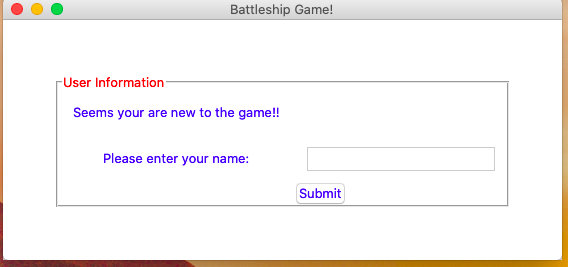 Battleship Game!
User Information
Seems your are new to the game!!
Please enter your name:
Submit